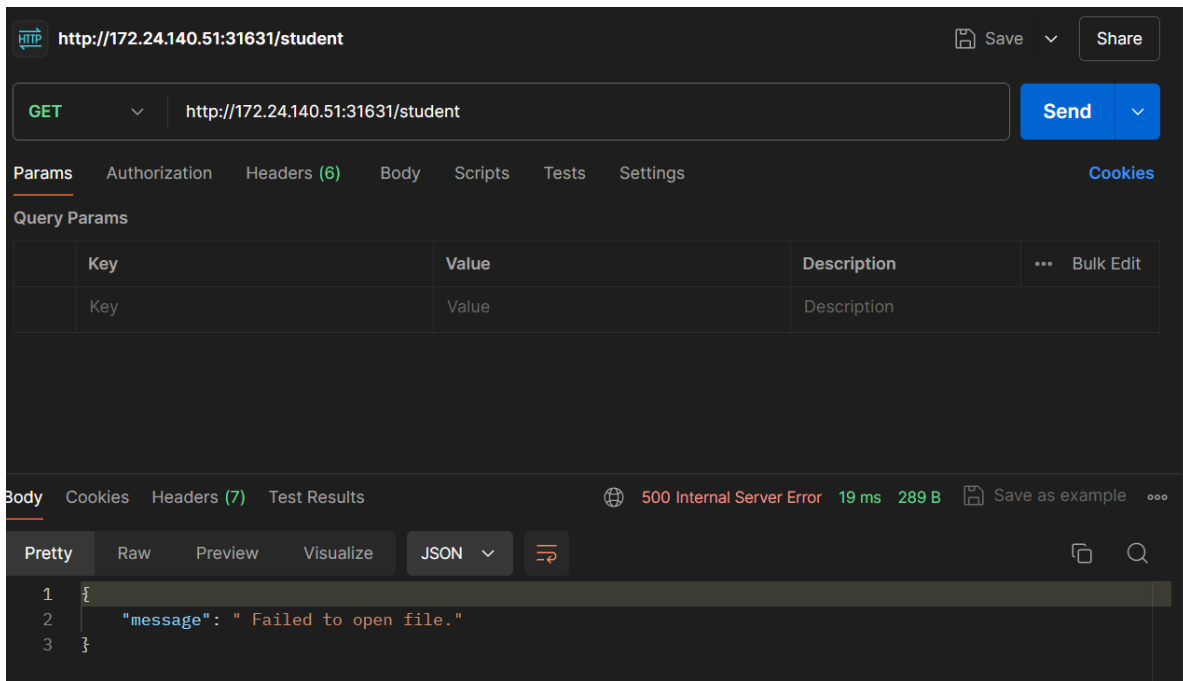 HTTP http://172.24.140.51:31631/student Save Share
GET http://172.24.140.51:31631/student Send
Params Authorization Headers (6) Body Scripts Tests Settings Cookies
Query Params
Key Value Description Bulk Edit
Key Value Description
Body Cookies Headers (7) Test Results 500 Internal Server Error 19 ms 289 B Save as example
Pretty Raw Preview Visualize JSON
1 {
2 "message": " Failed to open file."
3 }